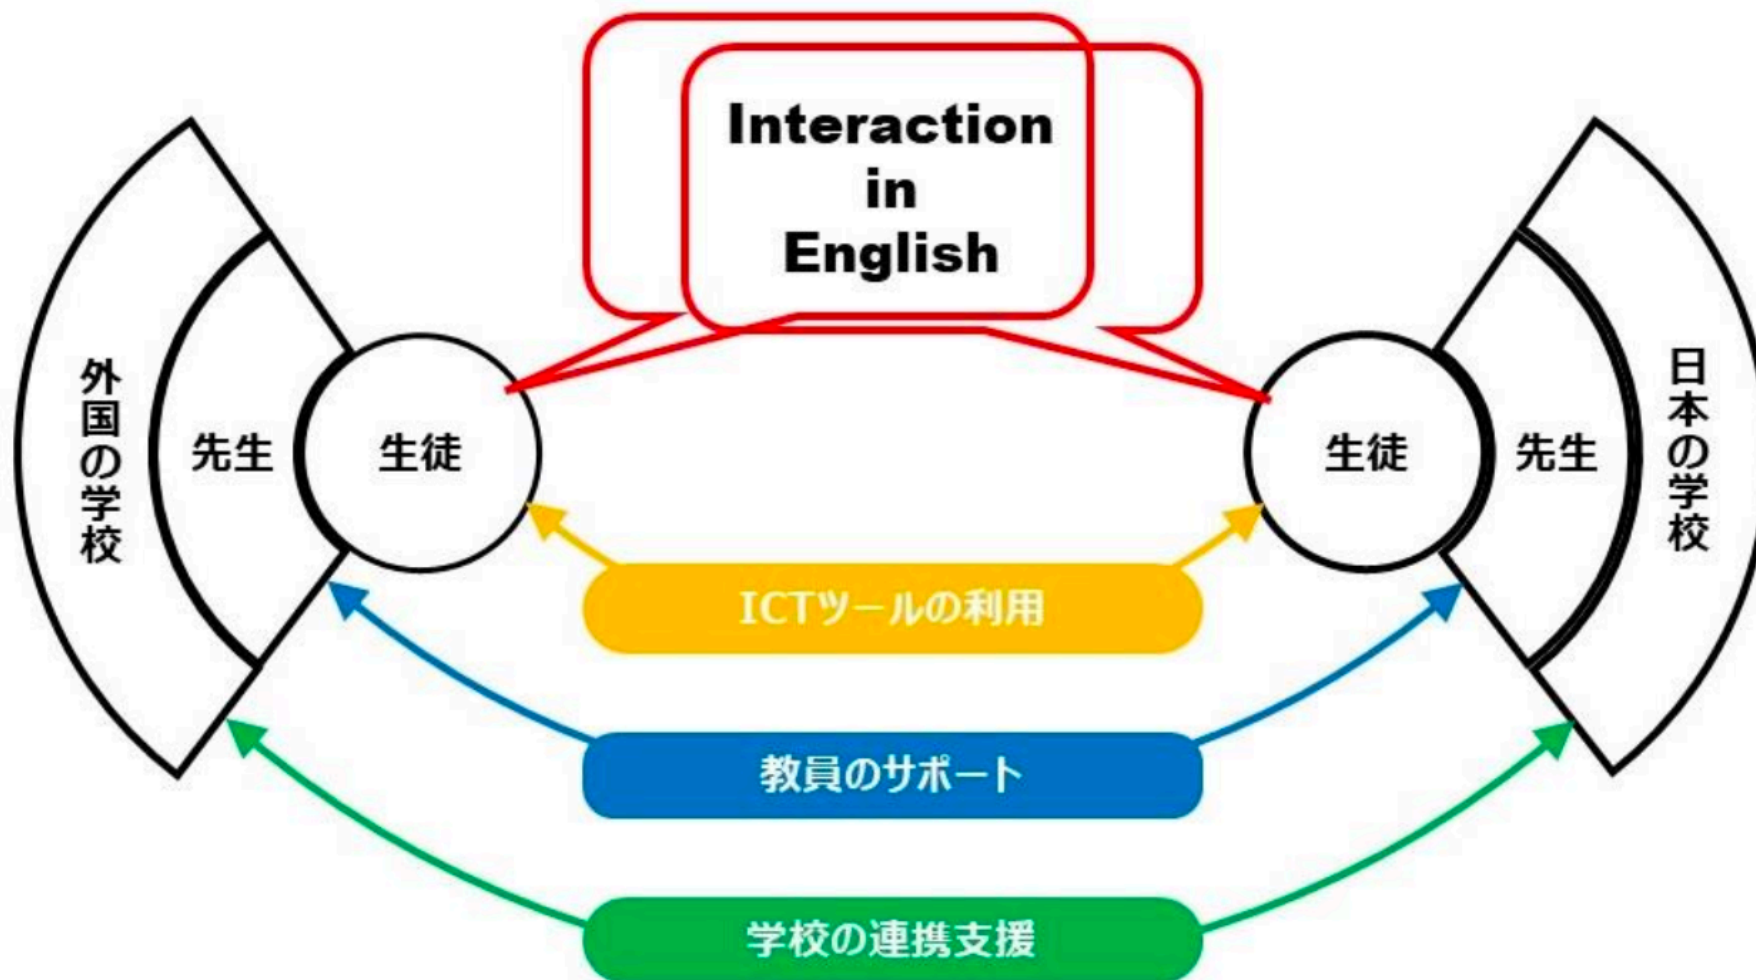 Interaction
in
English
外国の学校
先生
生徒
生徒
先生
日本の学校
ICTツールの利用
教員のサポート
学校の連携支援